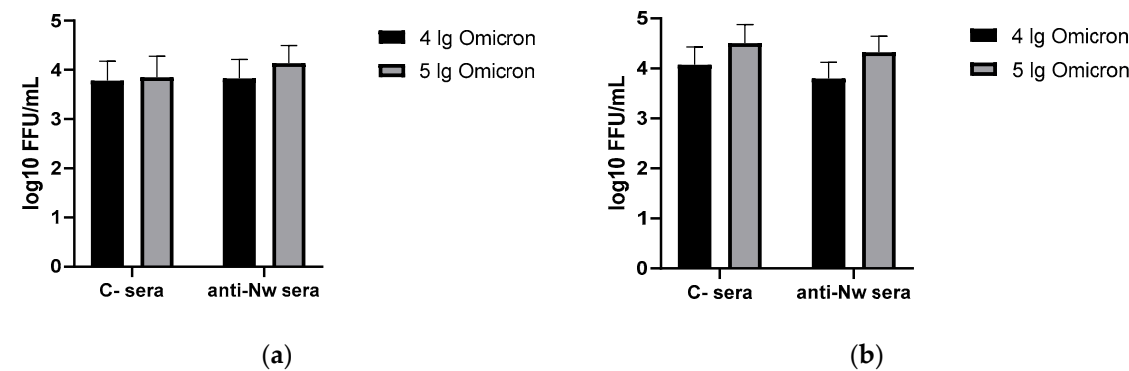 5
4
3
2
1
0
log10 FFU/mL
C- sera
anti-Nw sera
4 lg Omicron
5 lg Omicron
(a)
5
4
3
2
1
0
log10 FFU/mL
C- sera
anti-Nw sera
4 lg Omicron
5 lg Omicron
(b)